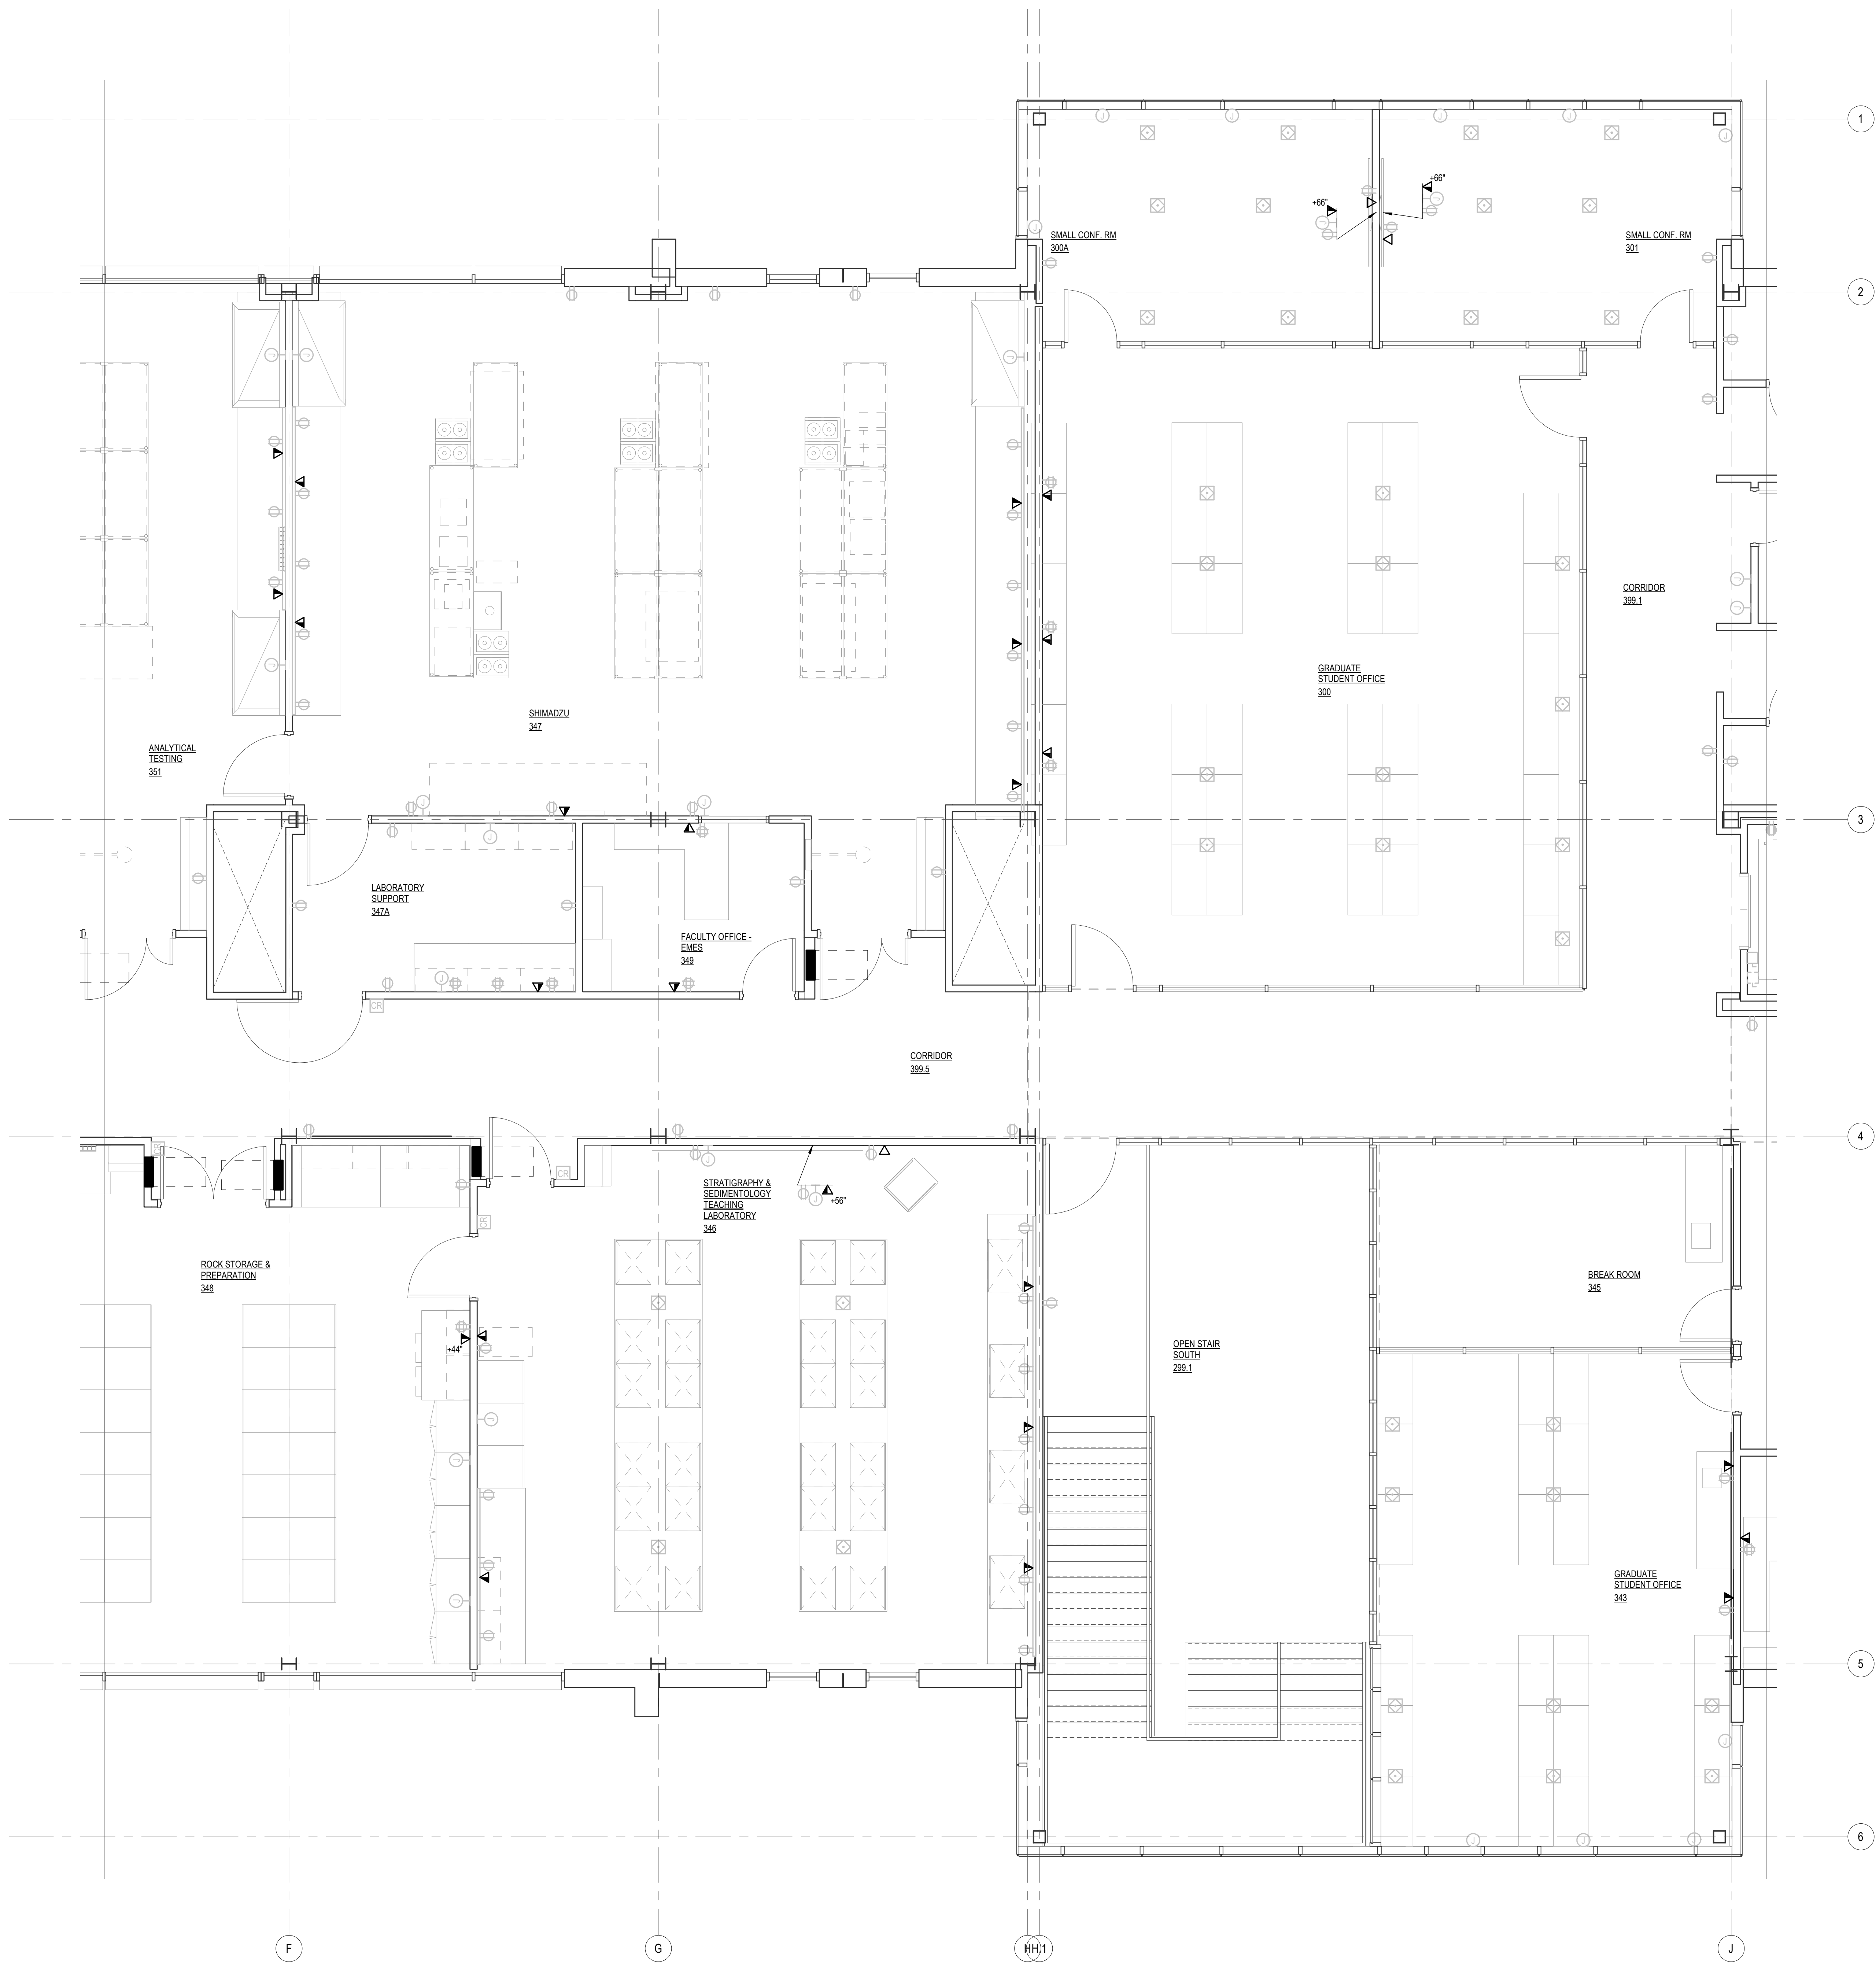 1
+66"
+66"
SMALL CONF. RM
300A
SMALL CONF. RM
301
2
CORRIDOR
399.1
GRADUATE
STUDENT OFFICE
300
SHIMADZU
347
ANALYTICAL
TESTING
351
3
LABORATORY
SUPPORT
347A
FACULTY OFFICE -
EMES
349
CR
CORRIDOR
399.5
4
CR
CR
STRATIGRAPHY &
SEDIMENTOLOGY
TEACHING
LABORATORY
346
+56"
CR
ROCK STORAGE &
PREPARATION
348
BREAK ROOM
345
+44"
OPEN STAIR
SOUTH
299.1
GRADUATE
STUDENT OFFICE
343
5
6
F
G
H
H.1
J